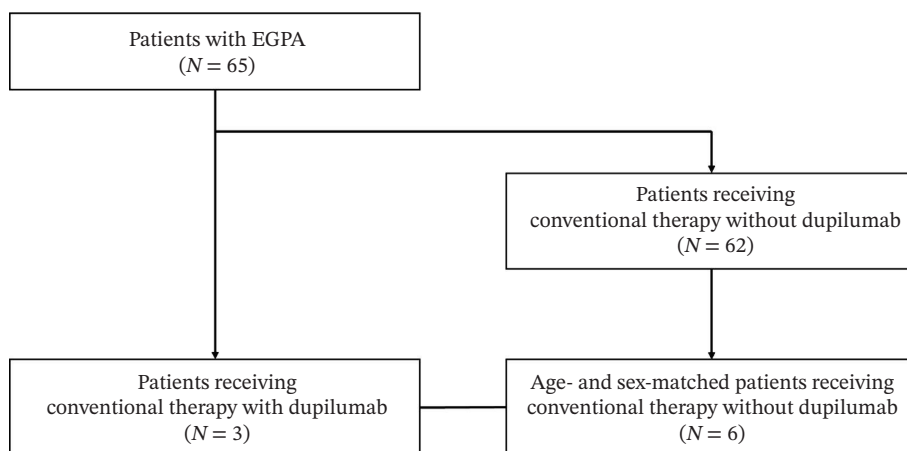 Patients with EGPA
(N = 65)
Patients receiving
conventional therapy without dupilumab
(N = 62)
Patients receiving
conventional therapy with dupilumab
(N = 3)
Age- and sex-matched patients receiving
conventional therapy without dupilumab
(N = 6)